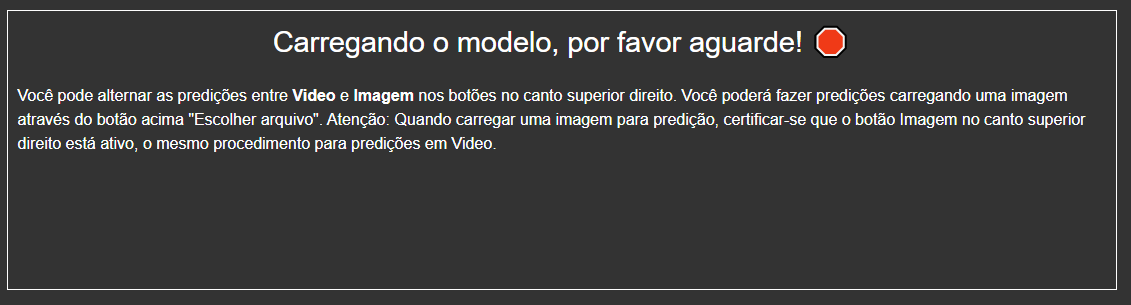 Carregando o modelo, por favor aguarde! 🛑
Você pode alternar as predições entre Video e Imagem nos botões no canto superior direito. Você poderá fazer predições carregando uma imagem
através do botão acima "Escolher arquivo". Atenção: Quando carregar uma imagem para predição, certificar-se que o botão Imagem no canto superior
direito está ativo, o mesmo procedimento para predições em Video.